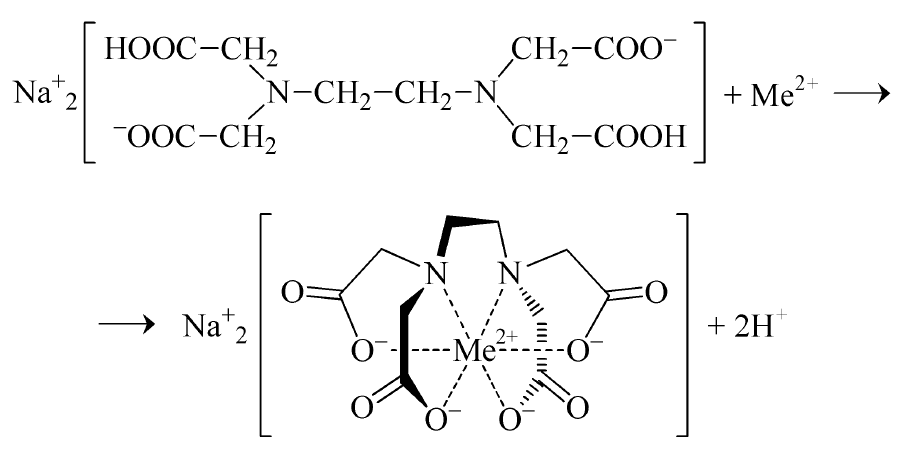 HOOC−CH₂ CH₂−COO⁻
Na⁺₂ N−CH₂−CH₂−N + Me²⁺ ⟶
⁻OOC−CH₂ CH₂−COOH
N N
O O
⟶ Na⁺₂ + 2H⁺
O⁻ Me²⁺ O⁻
O O⁻ O⁻ O